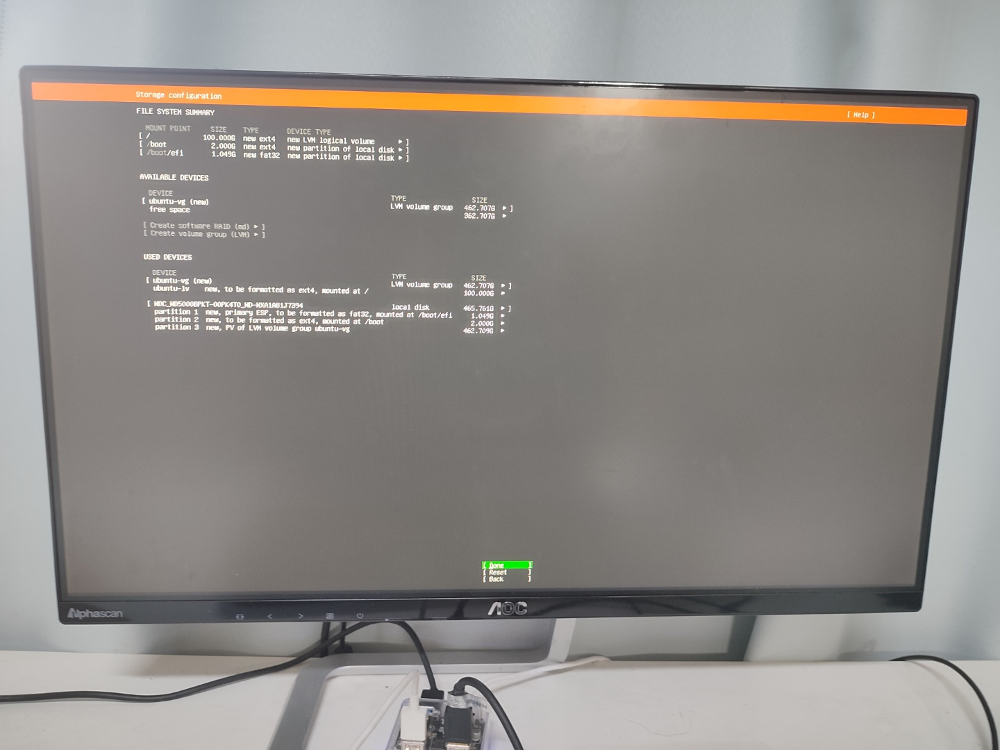 Storage configuration [ Help ]
FILE SYSTEM SUMMARY
MOUNT POINT SIZE TYPE DEVICE TYPE
[ / 100.000G new ext4 new LVM logical volume ▸ ]
[ /boot 2.000G new ext4 new partition of local disk ▸ ]
[ /boot/efi 1.049G new fat32 new partition of local disk ▸ ]
AVAILABLE DEVICES
DEVICE TYPE SIZE
[ ubuntu-vg (new) LVM volume group 462.707G ▸ ]
free space 362.707G ▸
[ Create software RAID (md) ▸ ]
[ Create volume group (LVM) ▸ ]
USED DEVICES
DEVICE TYPE SIZE
[ ubuntu-vg (new) LVM volume group 462.707G ▸ ]
ubuntu-lv new, to be formatted as ext4, mounted at / 100.000G ▸
[ WDC_WD5000BPKT-00PK4T0_WD-WXA1AB1J7394 local disk 465.761G ▸ ]
partition 1 new, primary ESP, to be formatted as fat32, mounted at /boot/efi 1.049G ▸
partition 2 new, to be formatted as ext4, mounted at /boot 2.000G ▸
partition 3 new, PV of LVM volume group ubuntu-vg 462.709G ▸
[ Done ]
[ Reset ]
[ Back ]
Alphascan
AOC